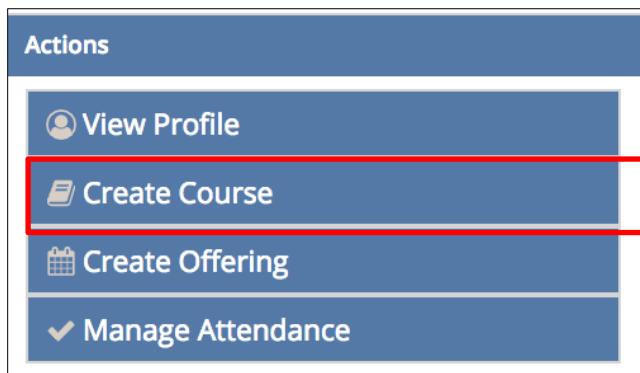 Actions
View Profile
Create Course
Create Offering
Manage Attendance